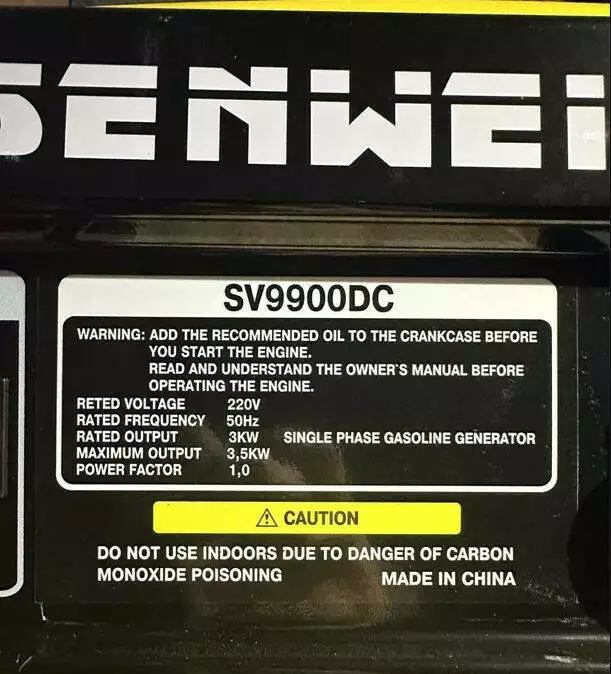 SENWEI
SV9900DC
WARNING: ADD THE RECOMMENDED OIL TO THE CRANKCASE BEFORE
YOU START THE ENGINE.
READ AND UNDERSTAND THE OWNER`S MANUAL BEFORE
OPERATING THE ENGINE.
RETED VOLTAGE 220V
RATED FREQUENCY 50Hz
RATED OUTPUT 3KW SINGLE PHASE GASOLINE GENERATOR
MAXIMUM OUTPUT 3,5KW
POWER FACTOR 1,0
CAUTION
DO NOT USE INDOORS DUE TO DANGER OF CARBON
MONOXIDE POISONING MADE IN CHINA